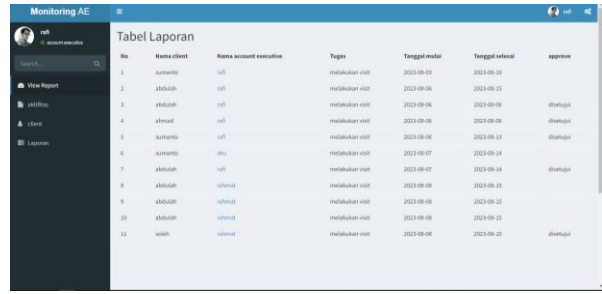 Monitoring AE
rafi
rafi
account executive
Search...
View Report
aktifitas
client
Laporan
Tabel Laporan
No Nama client Nama account executive Tugas Tanggal mulai Tanggal selesai approve
1 sumanto rafi melakukan visit 2023-08-03 2023-08-10
2 abdulah rafi melakukan visit 2023-08-06 2023-08-15
3 abdulah rafi melakukan visit 2023-08-06 2023-08-06 disetujui
4 ahmad rafi melakukan visit 2023-08-06 2023-08-06 disetujui
5 sumanto rafi melakukan visit 2023-08-06 2023-08-13 disetujui
6 sumanto melakukan visit 2023-08-07 2023-08-14
7 abdulah rafi melakukan visit 2023-08-07 2023-08-14 disetujui
8 abdulah rahmat melakukan visit 2023-08-08 2023-08-15
9 abdulah rahmat melakukan visit 2023-08-08 2023-08-15
10 abdulah rahmat melakukan visit 2023-08-08 2023-08-15
11 soleh rahmat melakukan visit 2023-08-08 2023-08-15 disetujui